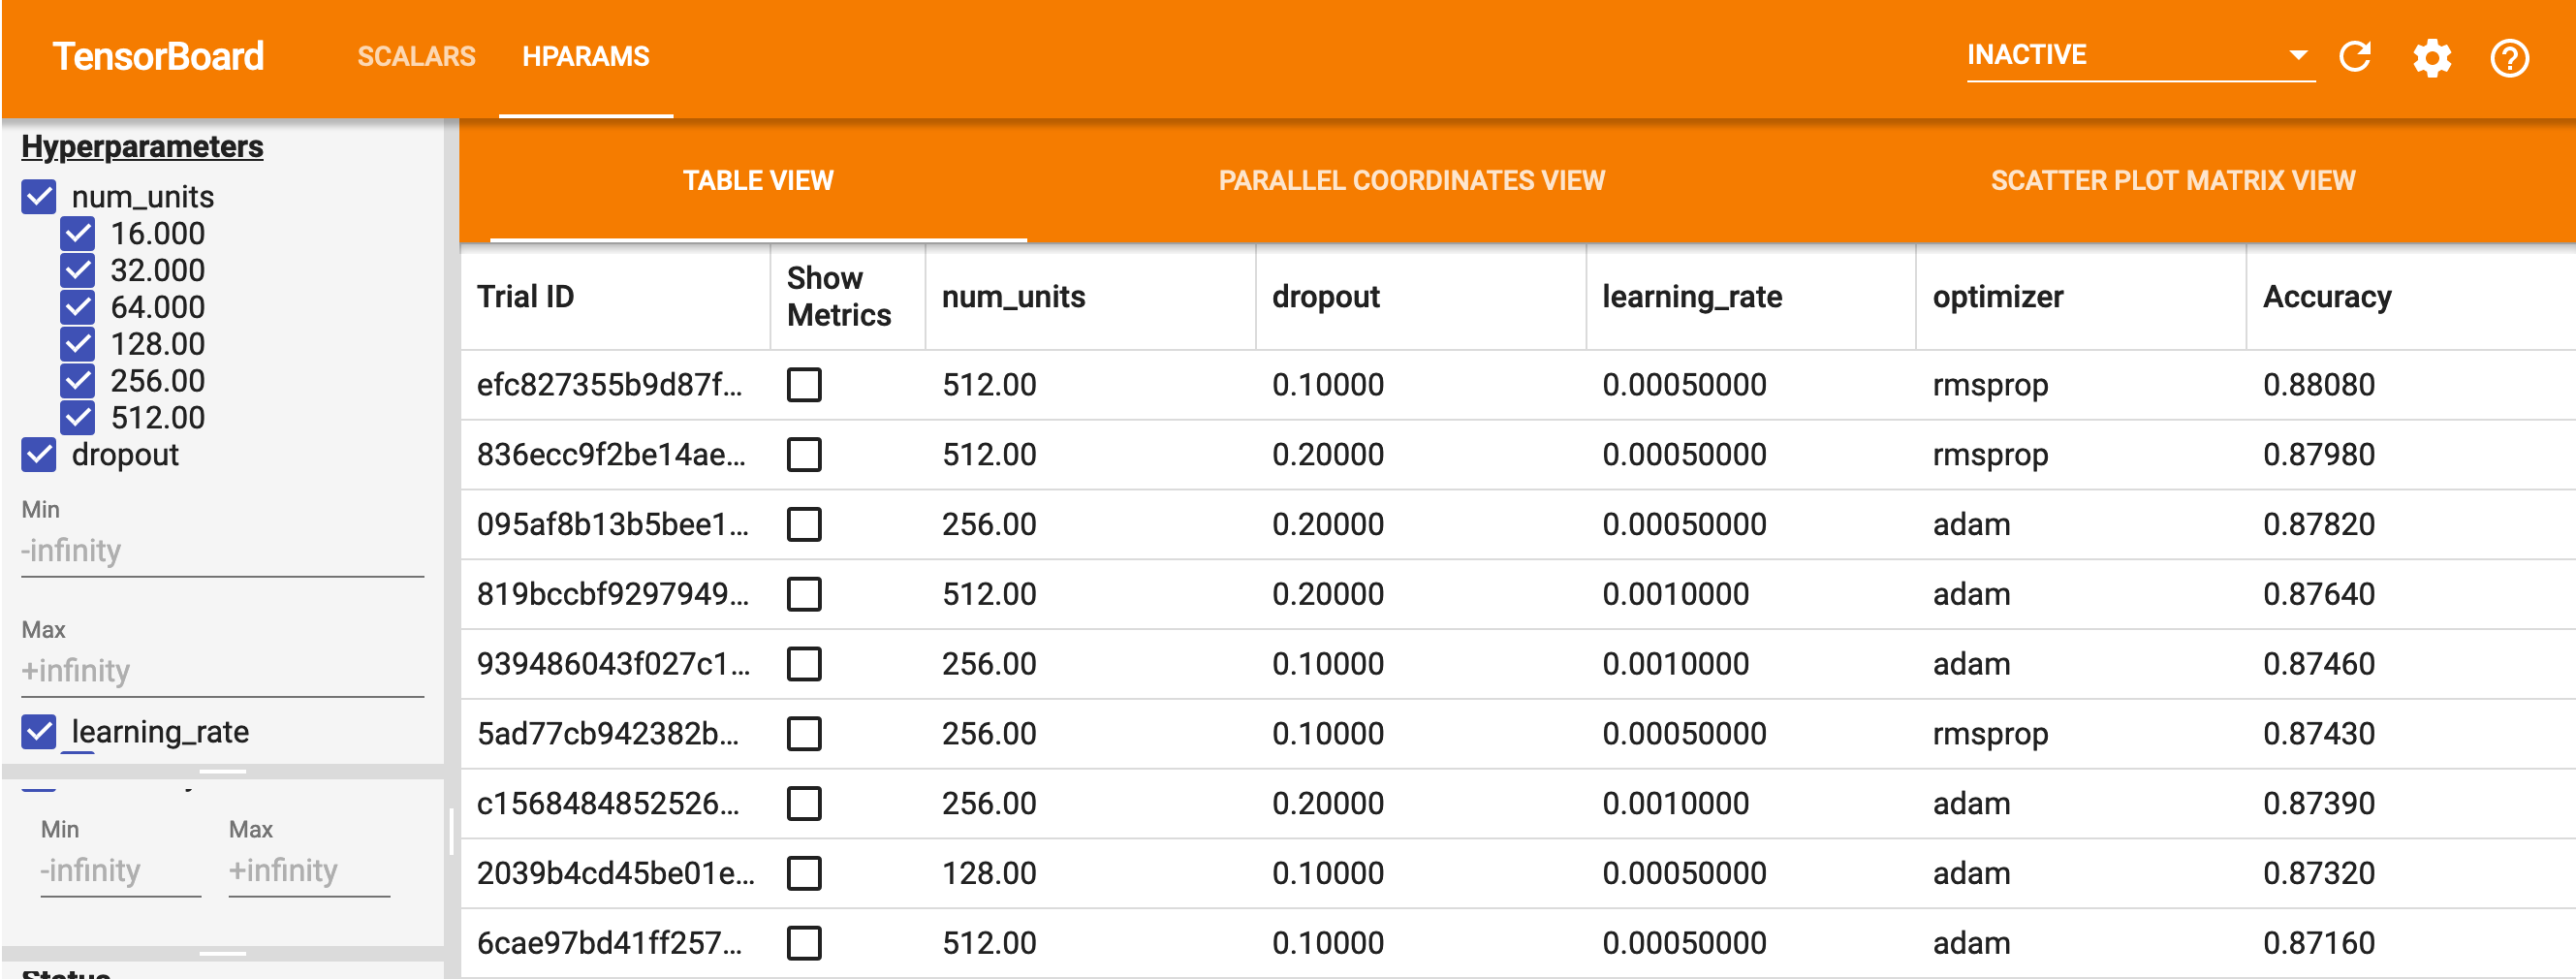 TensorBoard SCALARS HPARAMS INACTIVE
Hyperparameters
num_units
16.000
32.000
64.000
128.00
256.00
512.00
dropout
Min
-infinity
Max
+infinity
learning_rate
Min Max
-infinity +infinity
Status
TABLE VIEW PARALLEL COORDINATES VIEW SCATTER PLOT MATRIX VIEW
Trial ID Show Metrics num_units dropout learning_rate optimizer Accuracy
efc827355b9d87f... 512.00 0.10000 0.00050000 rmsprop 0.88080
836ecc9f2be14ae... 512.00 0.20000 0.00050000 rmsprop 0.87980
095af8b13b5bee1... 256.00 0.20000 0.00050000 adam 0.87820
819bccbf9297949... 512.00 0.20000 0.0010000 adam 0.87640
939486043f027c1... 256.00 0.10000 0.0010000 adam 0.87460
5ad77cb942382b... 256.00 0.10000 0.00050000 rmsprop 0.87430
c1568484852526... 256.00 0.20000 0.0010000 adam 0.87390
2039b4cd45be01e... 128.00 0.10000 0.00050000 adam 0.87320
6cae97bd41ff257... 512.00 0.10000 0.00050000 adam 0.87160